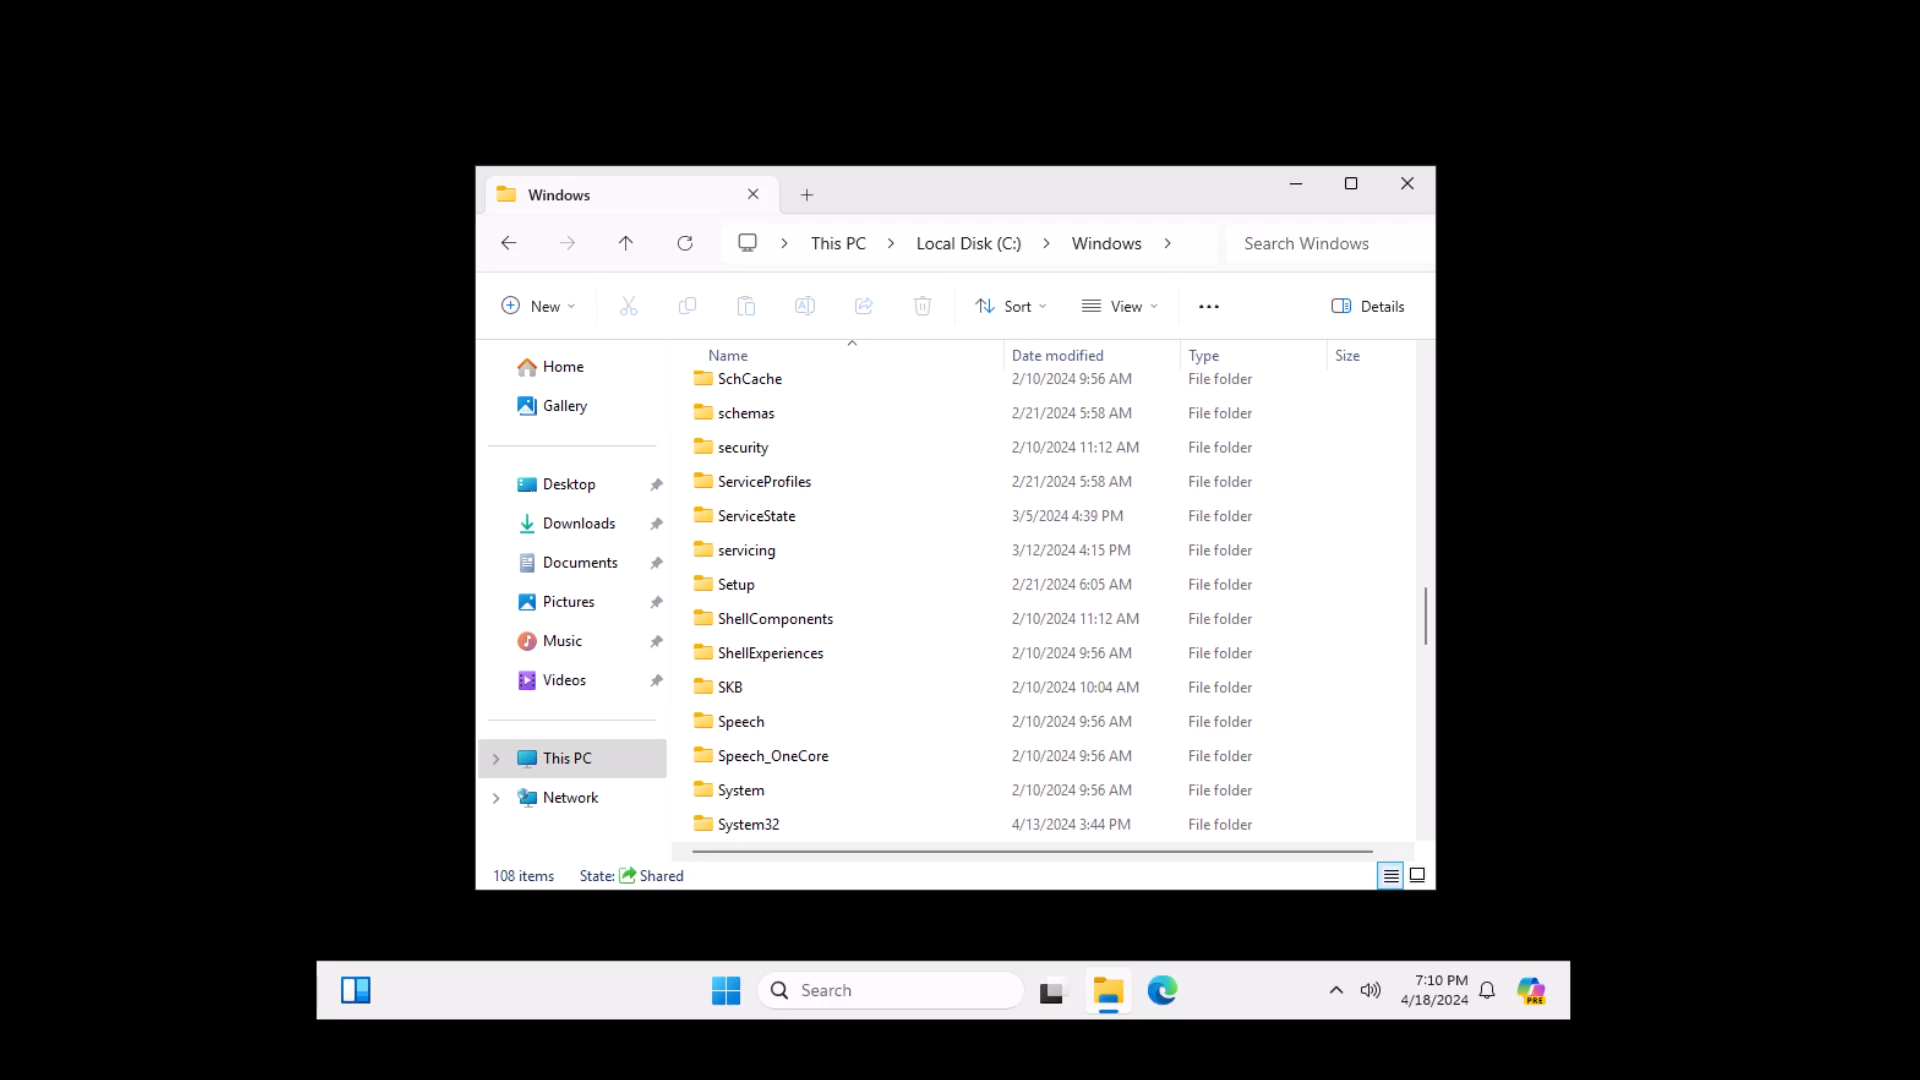 Windows
This PC
Local Disk (C:)
Windows
Search Windows
New
Sort
View
Details
Home
Gallery
Desktop
Downloads
Documents
Pictures
Music
Videos
This PC
Network
Name Date modified Type Size
SchCache 2/10/2024 9:56 AM File folder
schemas 2/21/2024 5:58 AM File folder
security 2/10/2024 11:12 AM File folder
ServiceProfiles 2/21/2024 5:58 AM File folder
ServiceState 3/5/2024 4:39 PM File folder
servicing 3/12/2024 4:15 PM File folder
Setup 2/21/2024 6:05 AM File folder
ShellComponents 2/10/2024 11:12 AM File folder
ShellExperiences 2/10/2024 9:56 AM File folder
SKB 2/10/2024 10:04 AM File folder
Speech 2/10/2024 9:56 AM File folder
Speech_OneCore 2/10/2024 9:56 AM File folder
System 2/10/2024 9:56 AM File folder
System32 4/13/2024 3:44 PM File folder
108 items State: Shared
Search
7:10 PM
4/18/2024
PRE